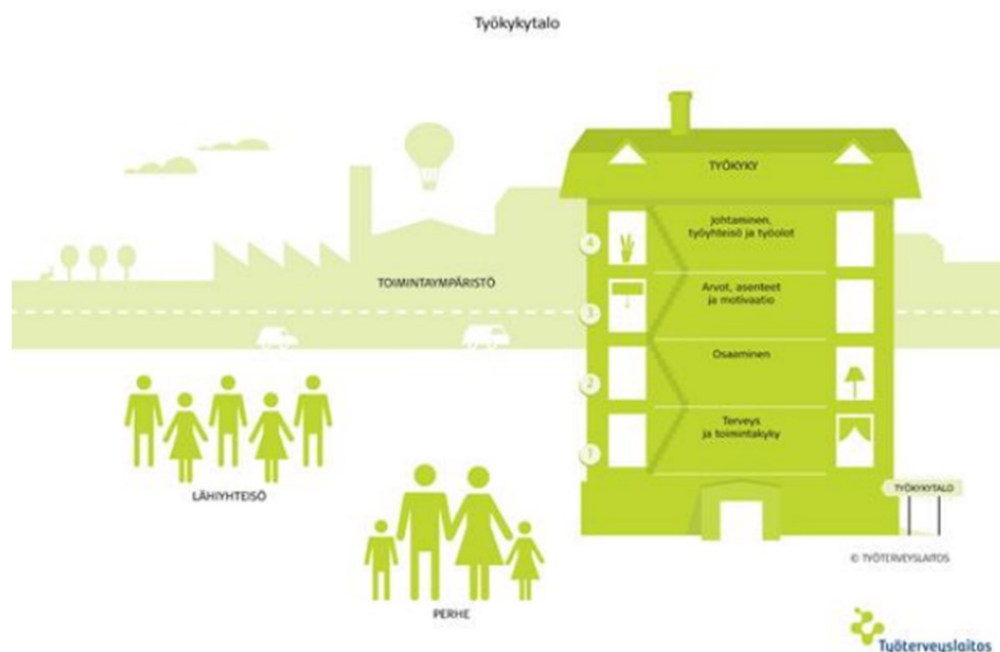 Työkykytalo
TYÖKYKY
4
Johtaminen,
työyhteisö ja työolot
TOIMINTAYMPÄRISTÖ
3
Arvot, asenteet
ja motivaatio
2
Osaaminen
1
Terveys
ja toimintakyky
LÄHIYHTEISÖ
TYÖKYKYTALO
© TYÖTERVEYSLAITOS
PERHE
Työterveyslaitos